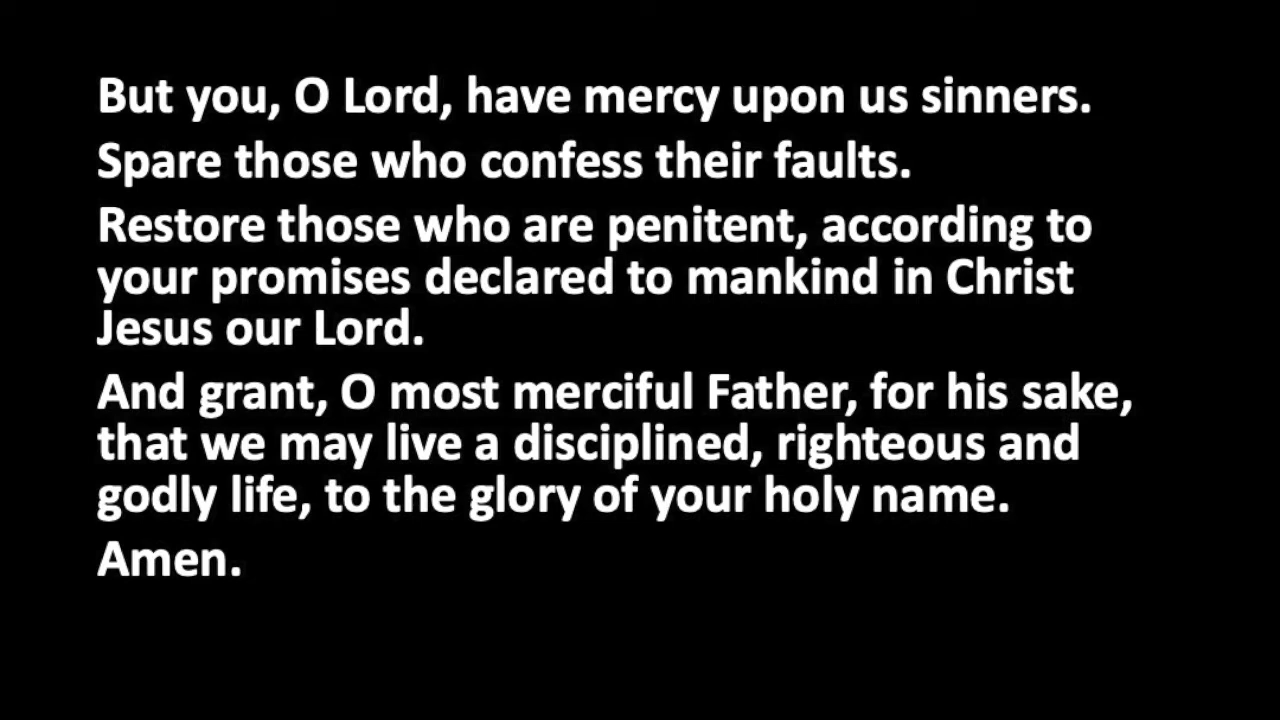 But you, O Lord, have mercy upon us sinners.
Spare those who confess their faults.
Restore those who are penitent, according to
your promises declared to mankind in Christ
Jesus our Lord.
And grant, O most merciful Father, for his sake,
that we may live a disciplined, righteous and
godly life, to the glory of your holy name.
Amen.